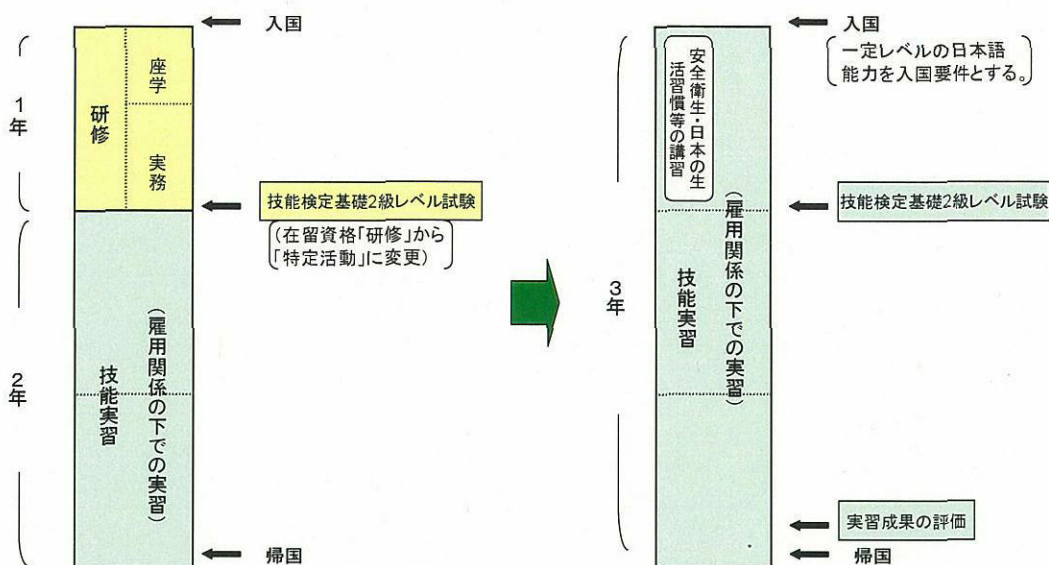 入国
1年
研修
座学
実務
技能検定基礎2級レベル試験
(在留資格「研修」から
「特定活動」に変更)
2年
技能実習
(雇用関係の下での実習)
帰国
入国
一定レベルの日本語
能力を入国要件とする。
安全衛生・日本の生
活習慣等の講習
3年
技能検定基礎2級レベル試験
技能実習
(雇用関係の下での実習)
実習成果の評価
帰国